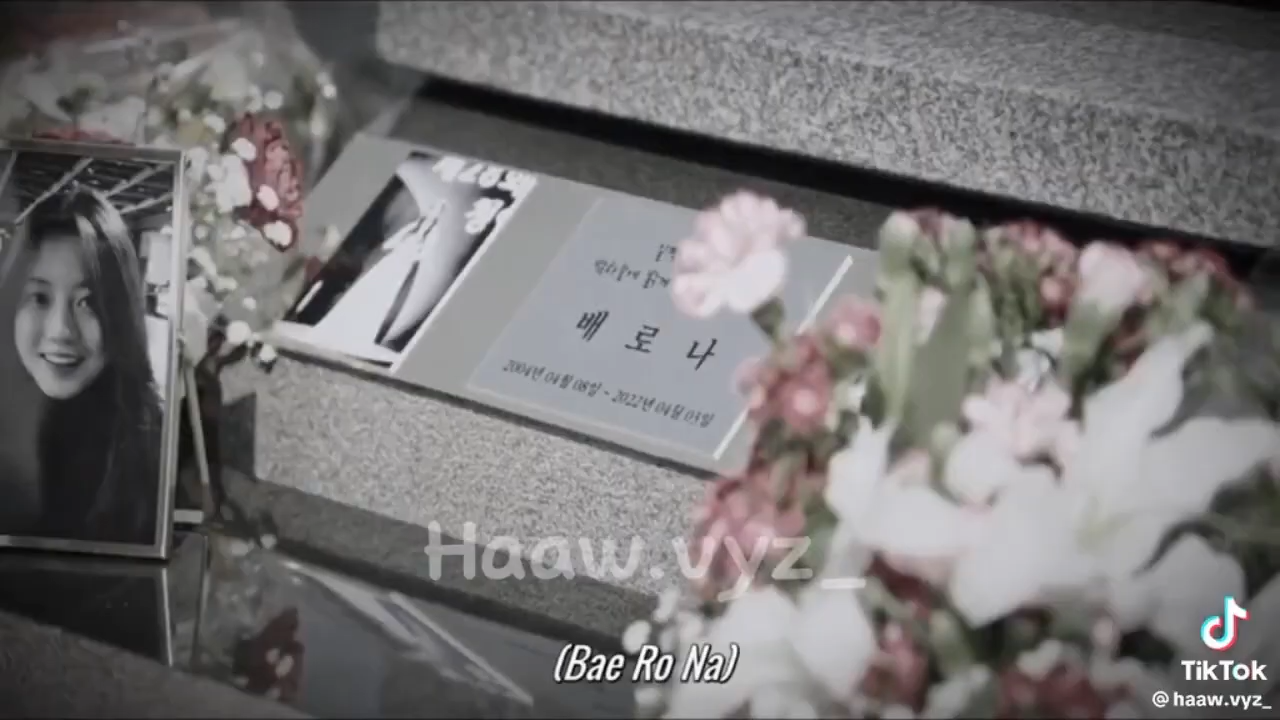 배 로 나
2004년 04월 08일 ~ 2022년 04월 03일
Haaw.vyz_
(Bae Ro Na)
TikTok
@haaw.vyz_